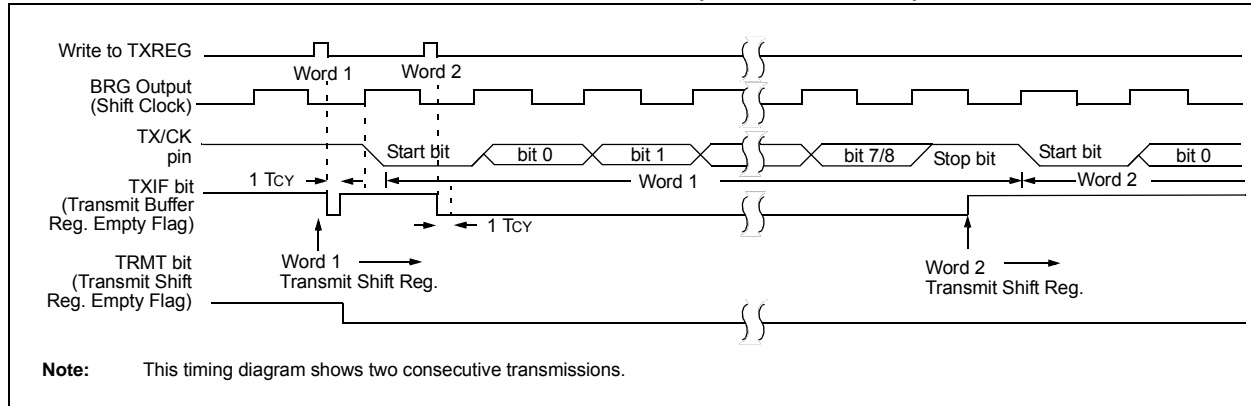 Write to TXREG
Word 1 Word 2
BRG Output
(Shift Clock)
TX/CK
pin
Start bit bit 0 bit 1 bit 7/8 Stop bit Start bit bit 0
1 TCY Word 1 Word 2
TXIF bit
(Transmit Buffer
Reg. Empty Flag)
1 TCY
Word 1
Transmit Shift Reg.
Word 2
Transmit Shift Reg.
TRMT bit
(Transmit Shift
Reg. Empty Flag)
Note: This timing diagram shows two consecutive transmissions.